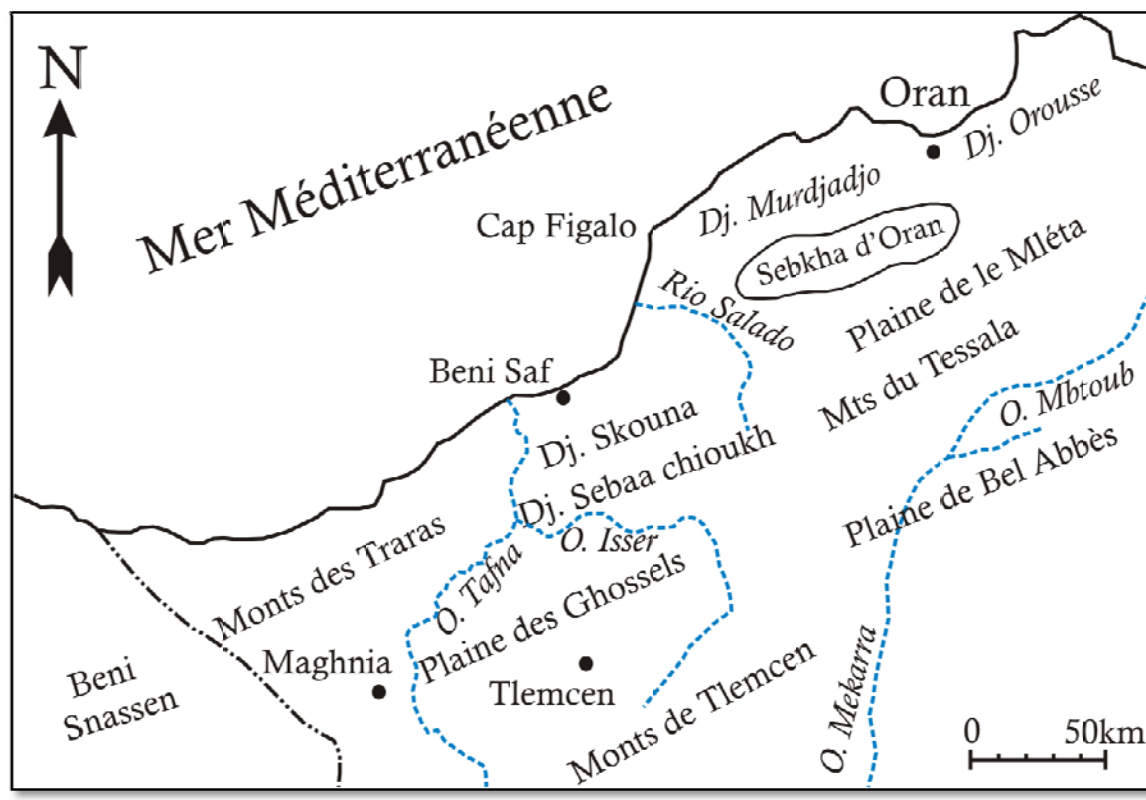 N
Oran
Dj. Orousse
Mer Méditerranéenne
Dj. Murdjadjo
Cap Figalo
Sebkha d'Oran
Rio Salado
Plaine de le Mléta
Beni Saf
Mts du Tessala
O. Mbtoub
Dj. Skouna
Dj. Sebaa chioukh
Plaine de Bel Abbès
O. Isser
Monts des Traras
O. Tafna
Plaine des Ghossels
Maghnia
Tlemcen
Beni
Snassen
Monts de Tlemcen
O. Mekarra
0 50km